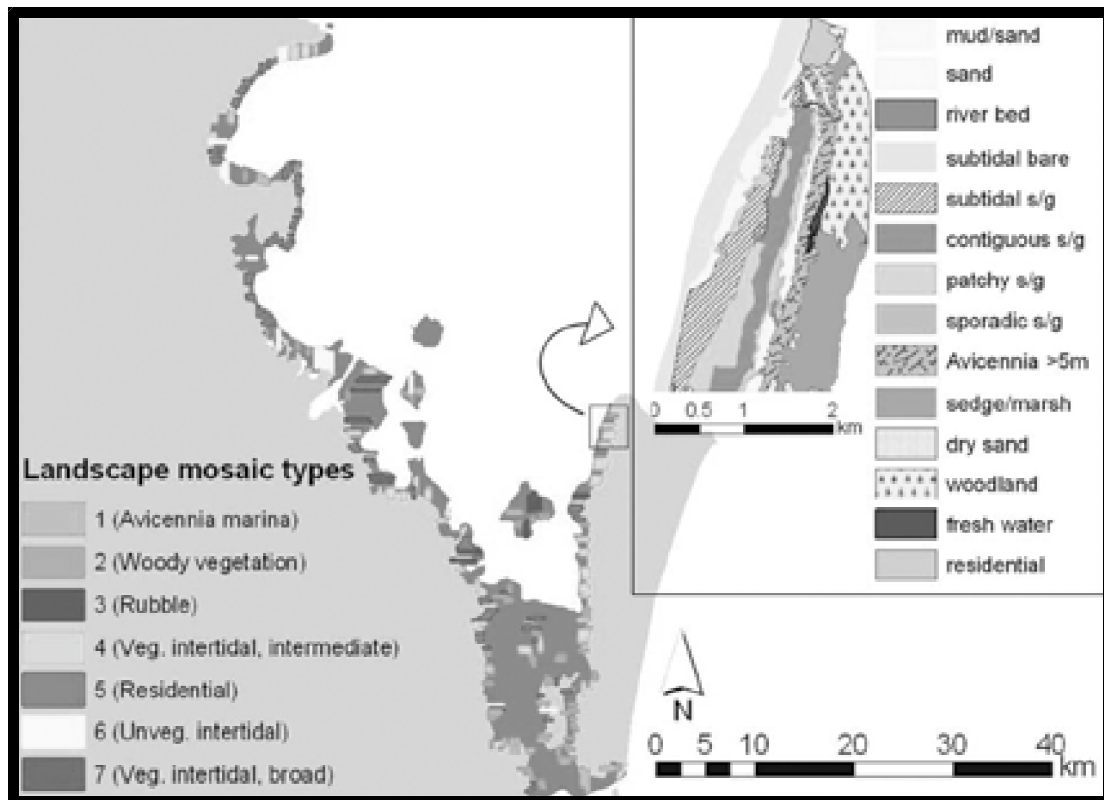 mud/sand
sand
river bed
subtidal bare
subtidal s/g
contiguous s/g
patchy s/g
sporadic s/g
Avicennia >5m
sedge/marsh
dry sand
woodland
fresh water
residential
0 0.5 1 2
km
Landscape mosaic types
1 (Avicennia marina)
2 (Woody vegetation)
3 (Rubble)
4 (Veg. intertidal, intermediate)
5 (Residential)
6 (Unveg. intertidal)
7 (Veg. intertidal, broad)
N
0 5 10 20 30 40
km